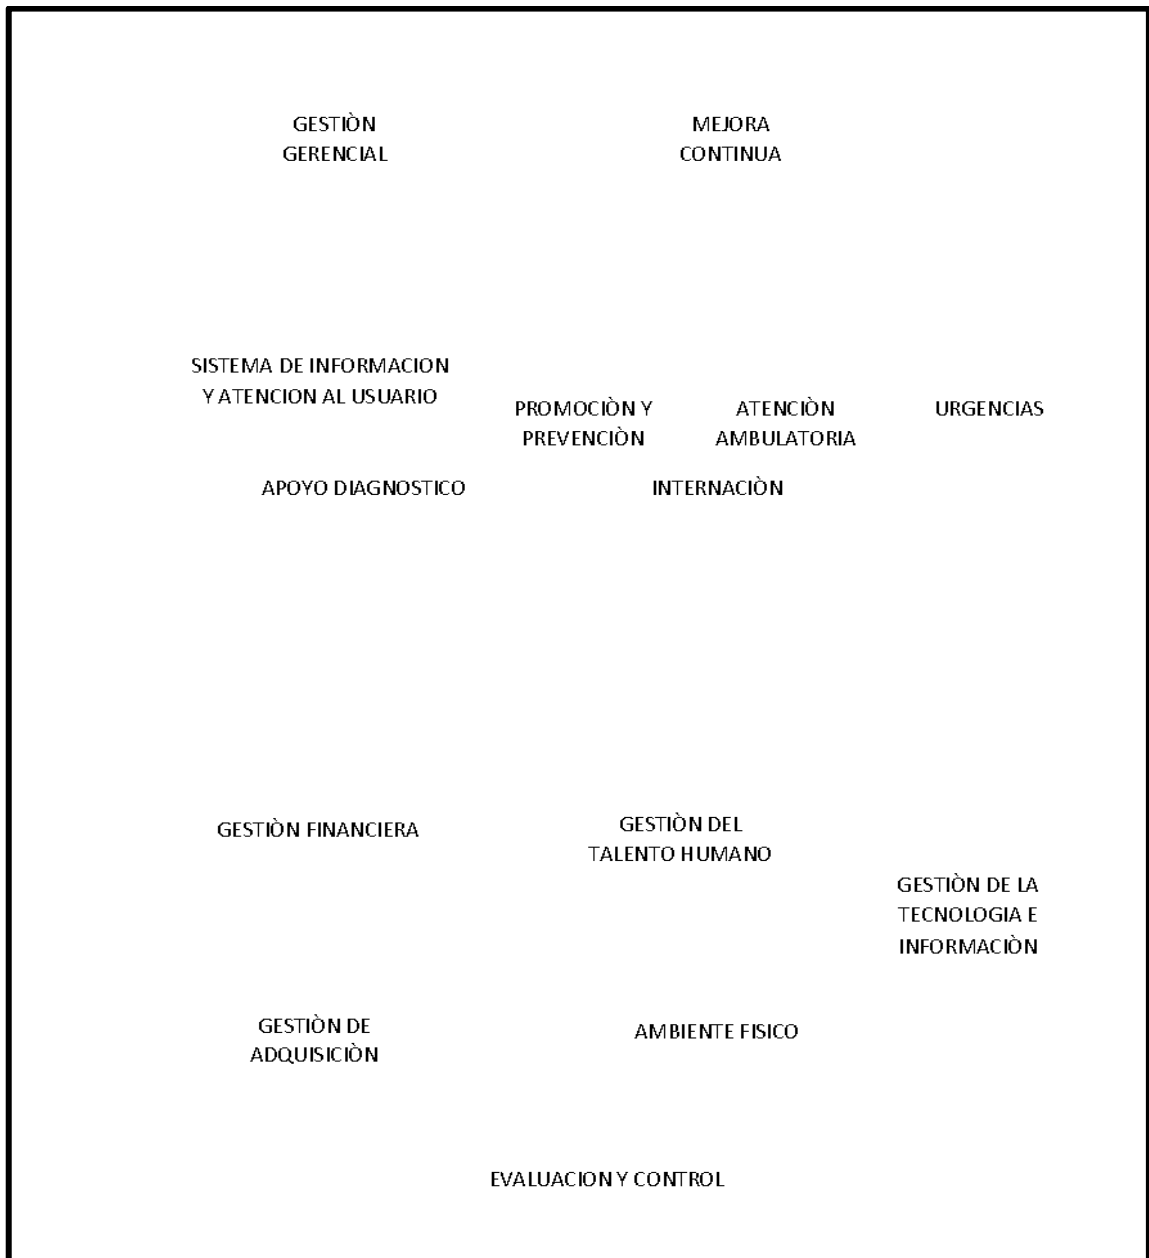 GESTIÒN
GERENCIAL
MEJORA
CONTINUA
SISTEMA DE INFORMACION
Y ATENCION AL USUARIO
PROMOCIÒN Y
PREVENCIÒN
ATENCIÒN
AMBULATORIA
URGENCIAS
APOYO DIAGNOSTICO
INTERNACIÒN
GESTIÒN FINANCIERA
GESTIÒN DEL
TALENTO HUMANO
GESTIÒN DE LA
TECNOLOGIA E
INFORMACIÒN
GESTIÒN DE
ADQUISICIÒN
AMBIENTE FISICO
EVALUACION Y CONTROL